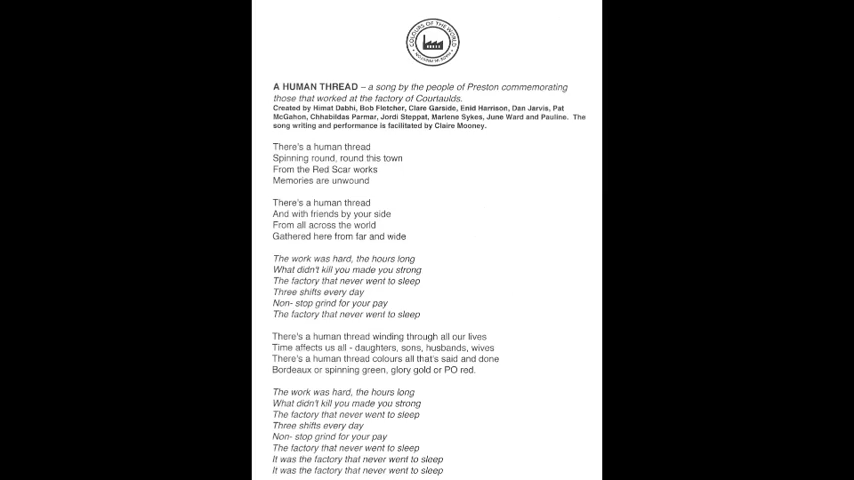 COLOURS OF THE WORLD
A HUMAN THREAD – a song by the people of Preston commemorating
those that worked at the factory of Courtaulds.
Created by Himat Dabhi, Bob Fletcher, Clare Garside, Enid Harrison, Dan Jarvis, Pat
McGahon, Chhabildas Parmar, Jordi Steppat, Marlene Sykes, June Ward and Pauline. The
song writing and performance is facilitated by Claire Mooney.
There's a human thread
Spinning round, round this town
From the Red Scar works
Memories are unwound
There's a human thread
And with friends by your side
From all across the world
Gathered here from far and wide
The work was hard, the hours long
What didn't kill you made you strong
The factory that never went to sleep
Three shifts every day
Non- stop grind for your pay
The factory that never went to sleep
There's a human thread winding through all our lives
Time affects us all - daughters, sons, husbands, wives
There's a human thread colours all that's said and done
Bordeaux or spinning green, glory gold or PO red.
The work was hard, the hours long
What didn't kill you made you strong
The factory that never went to sleep
Three shifts every day
Non- stop grind for your pay
The factory that never went to sleep
It was the factory that never went to sleep
It was the factory that never went to sleep